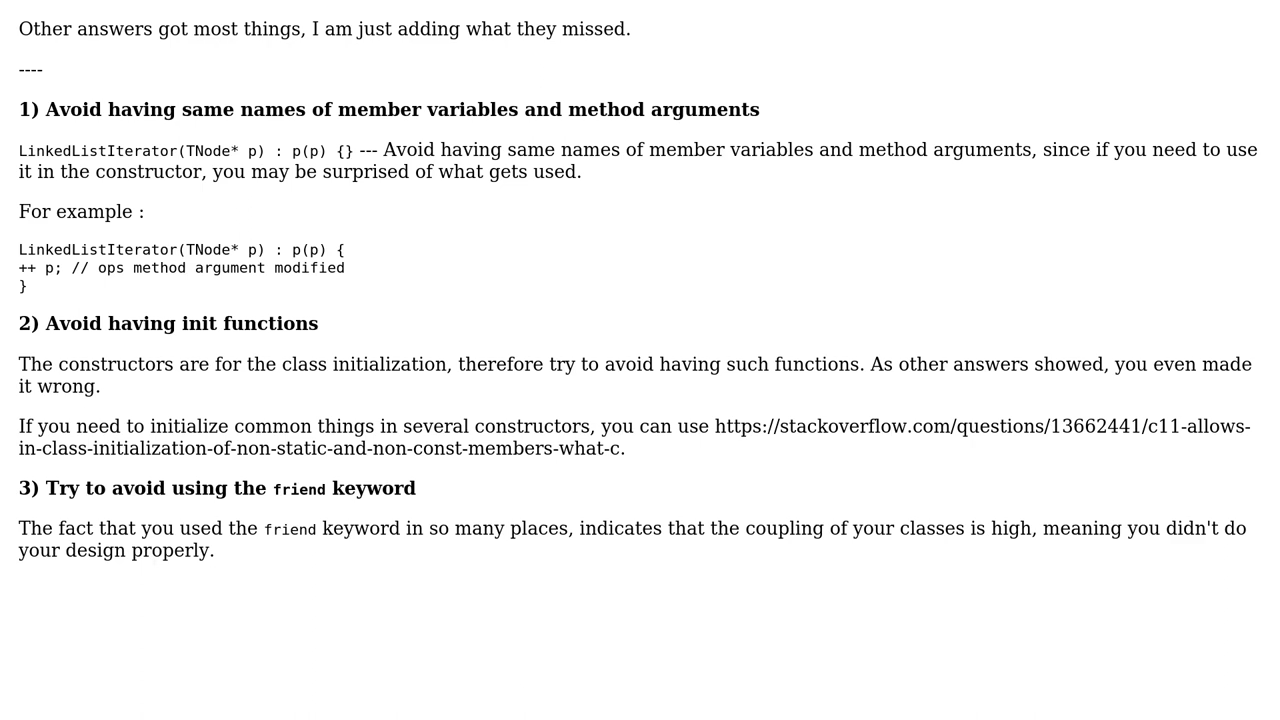 Other answers got most things, I am just adding what they missed.
----
1) Avoid having same names of member variables and method arguments
LinkedListIterator(TNode* p) : p(p) {} --- Avoid having same names of member variables and method arguments, since if you need to use
it in the constructor, you may be surprised of what gets used.
For example :
LinkedListIterator(TNode* p) : p(p) {
++ p; // ops method argument modified
}
2) Avoid having init functions
The constructors are for the class initialization, therefore try to avoid having such functions. As other answers showed, you even made
it wrong.
If you need to initialize common things in several constructors, you can use https://stackoverflow.com/questions/13662441/c11-allows-
in-class-initialization-of-non-static-and-non-const-members-what-c.
3) Try to avoid using the friend keyword
The fact that you used the friend keyword in so many places, indicates that the coupling of your classes is high, meaning you didn't do
your design properly.